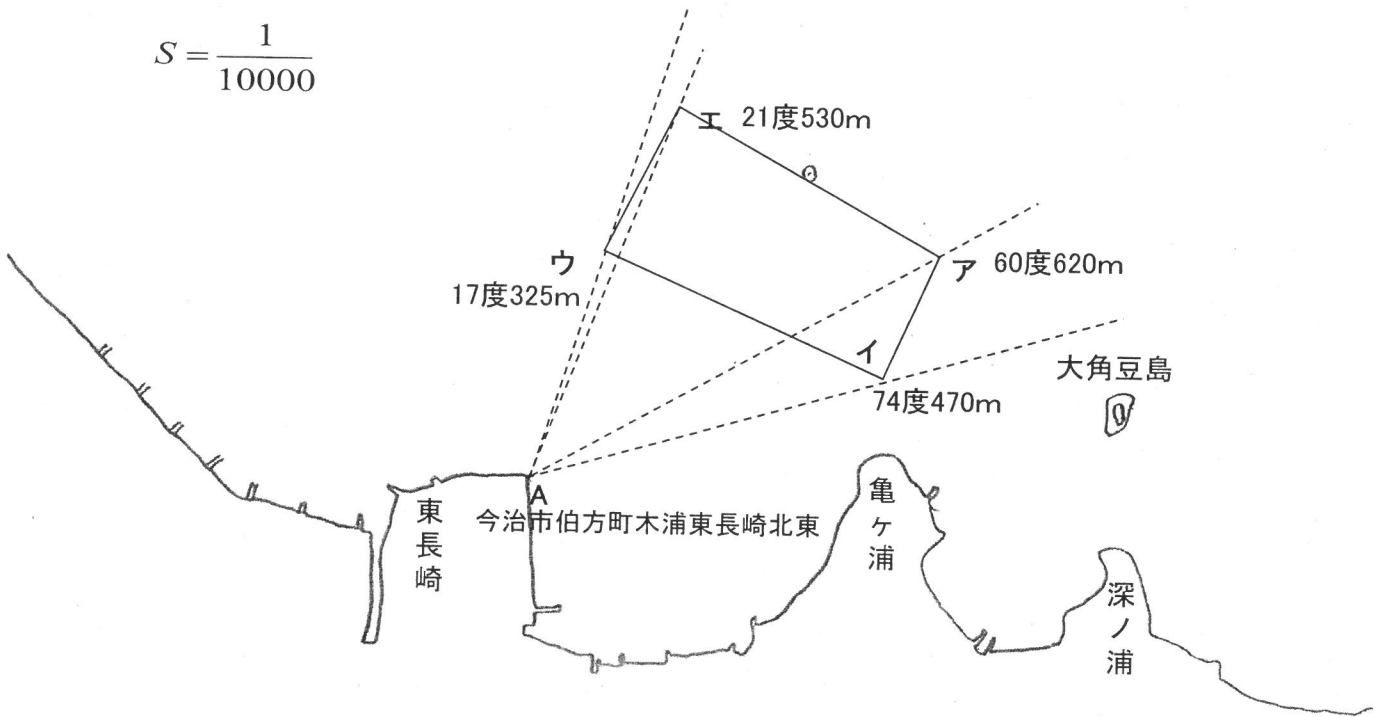 S = 1/10000
エ 21度530m
ウ
17度325m
ア 60度620m
イ
74度470m
大角豆島
A
今治市伯方町木浦東長崎北東
東長崎
亀ヶ浦
深ノ浦